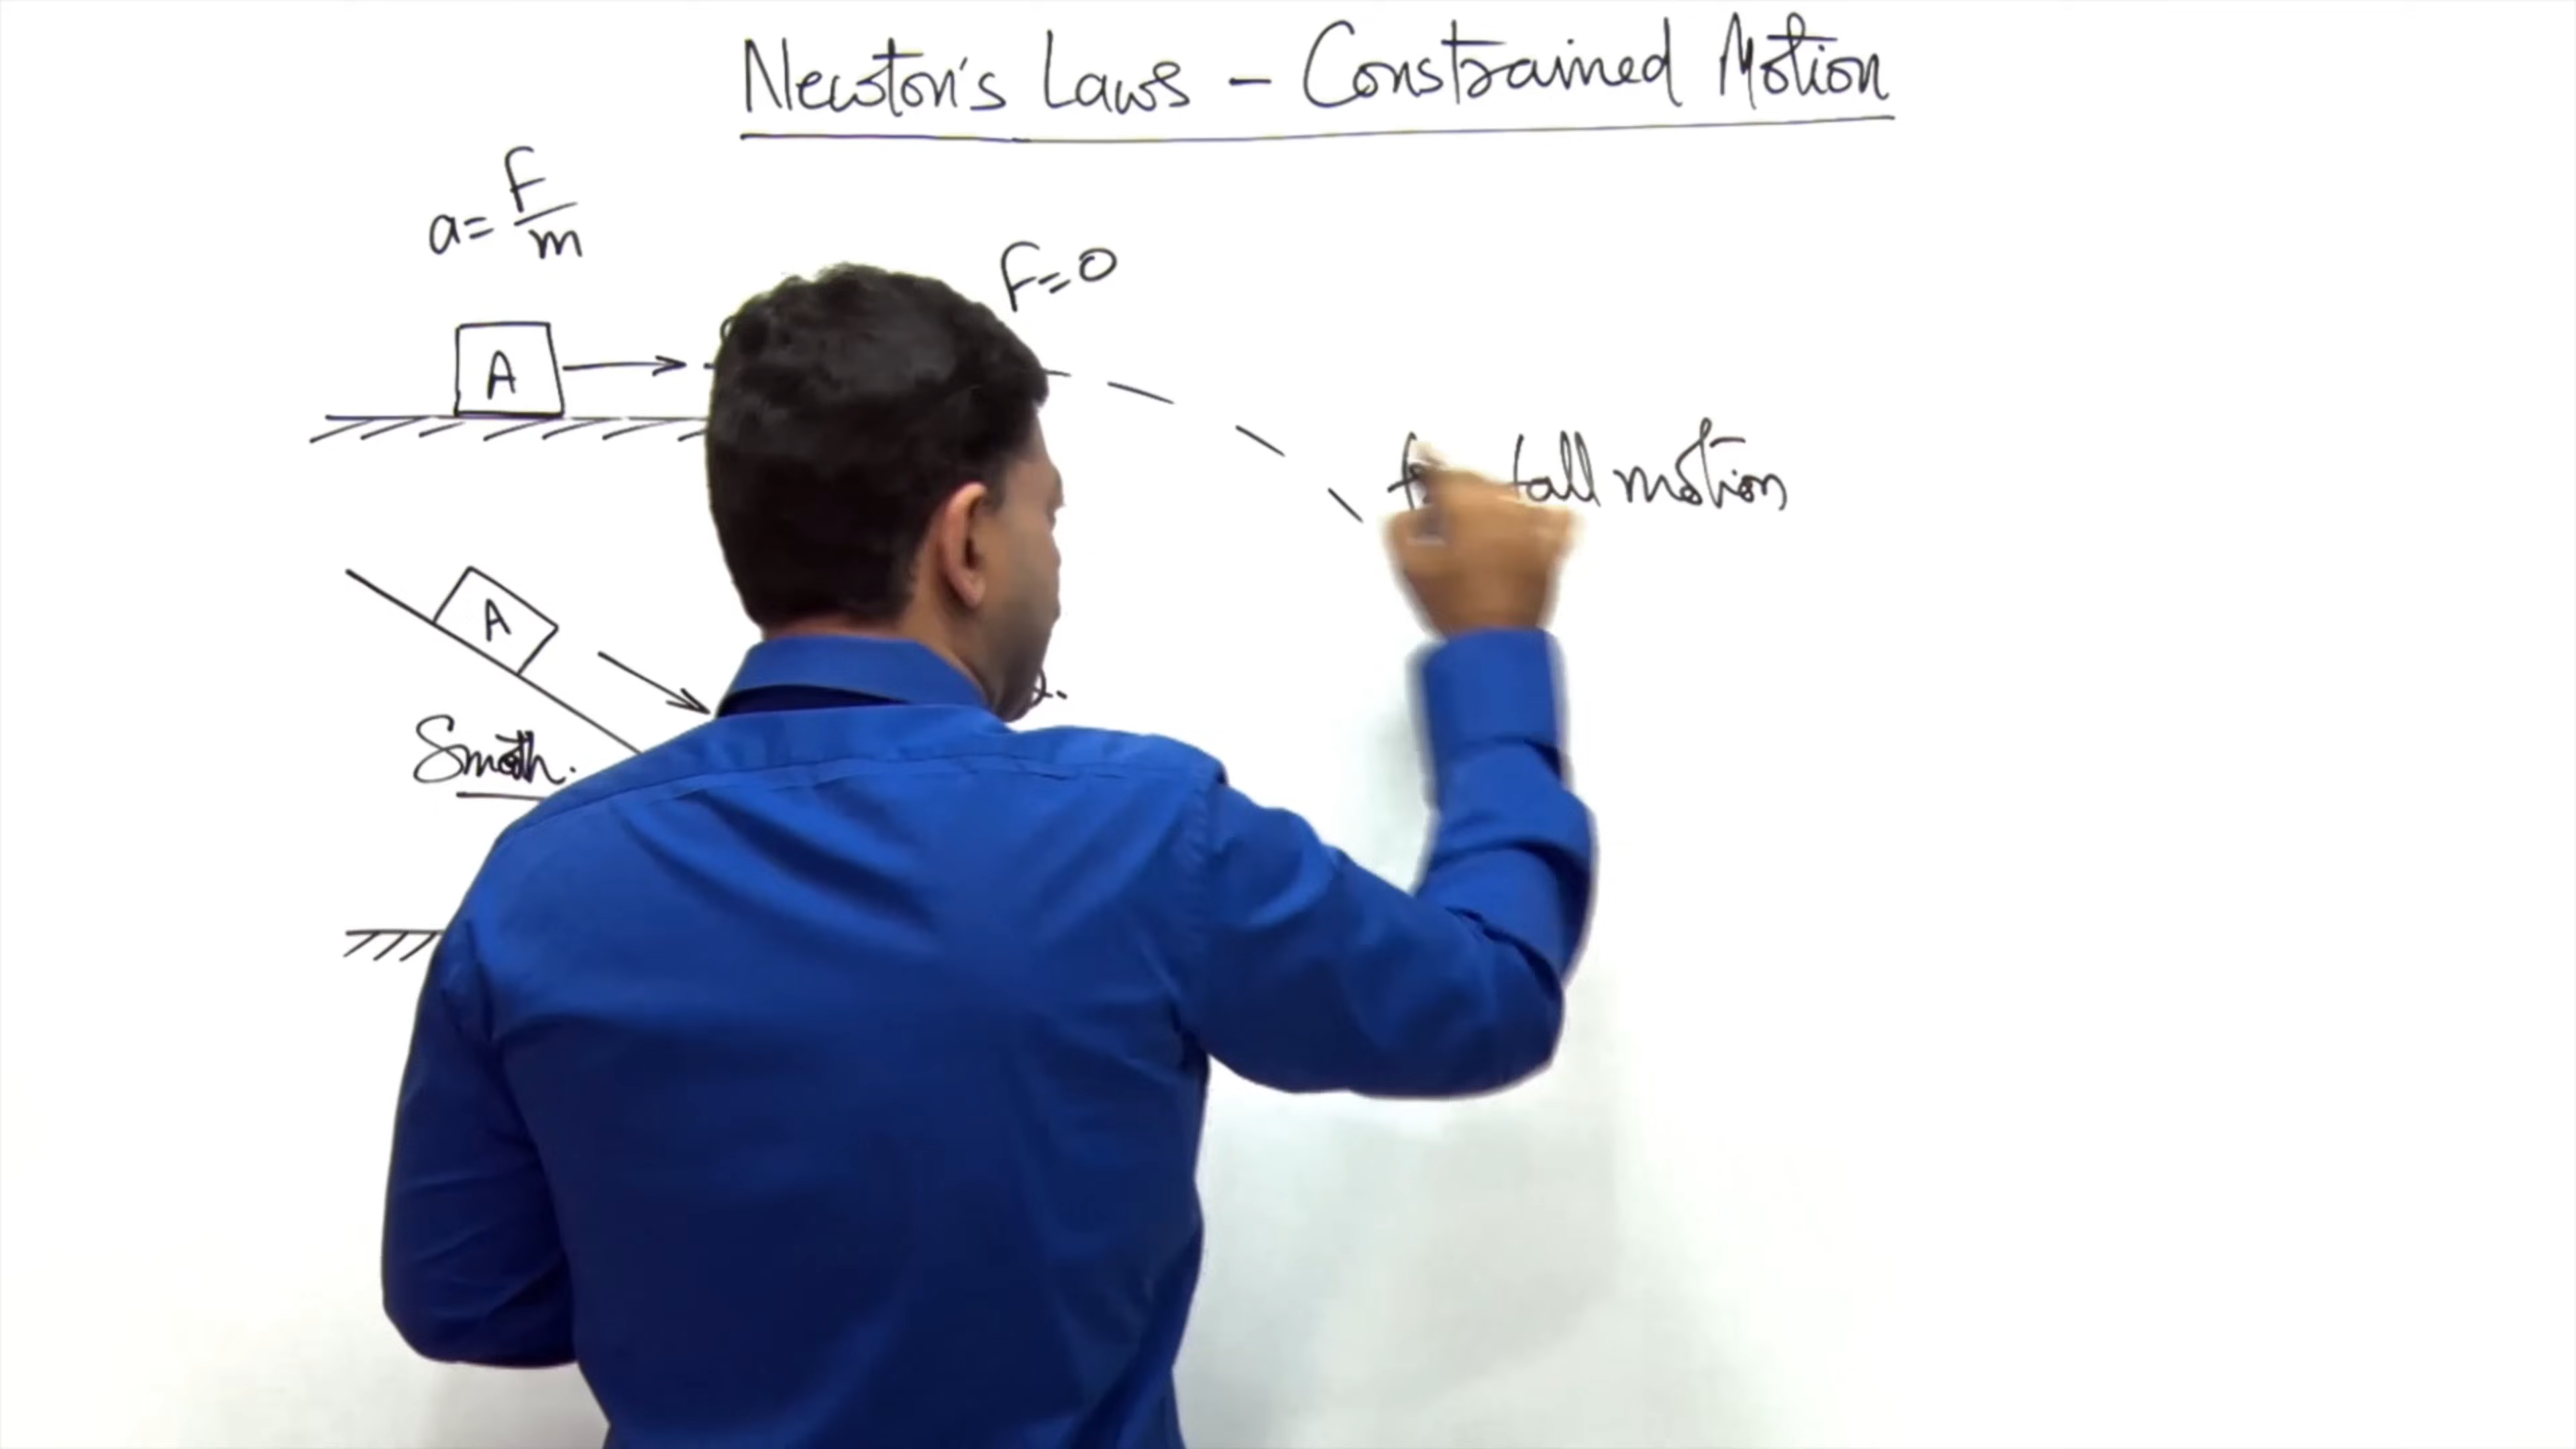 Newton's Laws - Constrained Motion
a = F/m
F = 0
A
fall motion
A
Smooth.